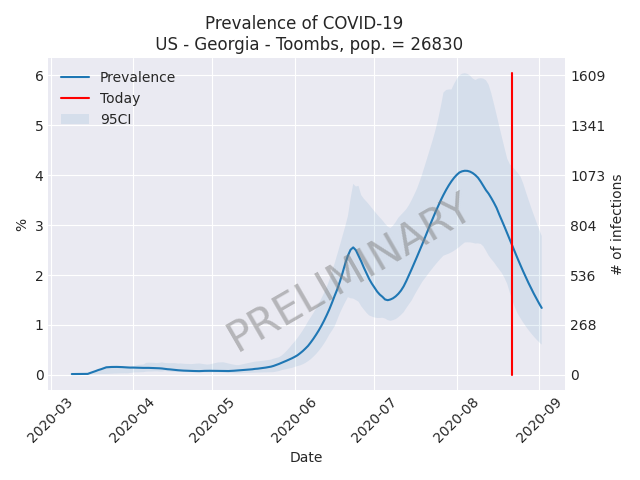 Prevalence of COVID-19
US - Georgia - Toombs, pop. = 26830
Prevalence
Today
95CI
PRELIMINARY
%
6
5
4
3
2
1
0
1609
1341
1073
804
536
268
0
# of infections
2020-03
2020-04
2020-05
2020-06
2020-07
2020-08
2020-09
Date